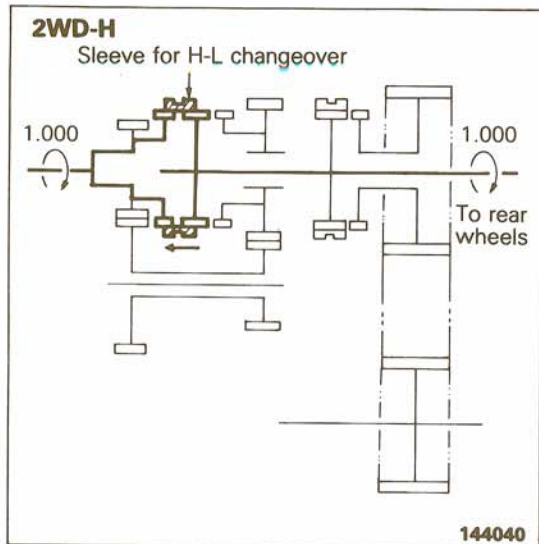 2WD-H
Sleeve for H-L changeover
1.000
1.000
To rear
wheels
144040